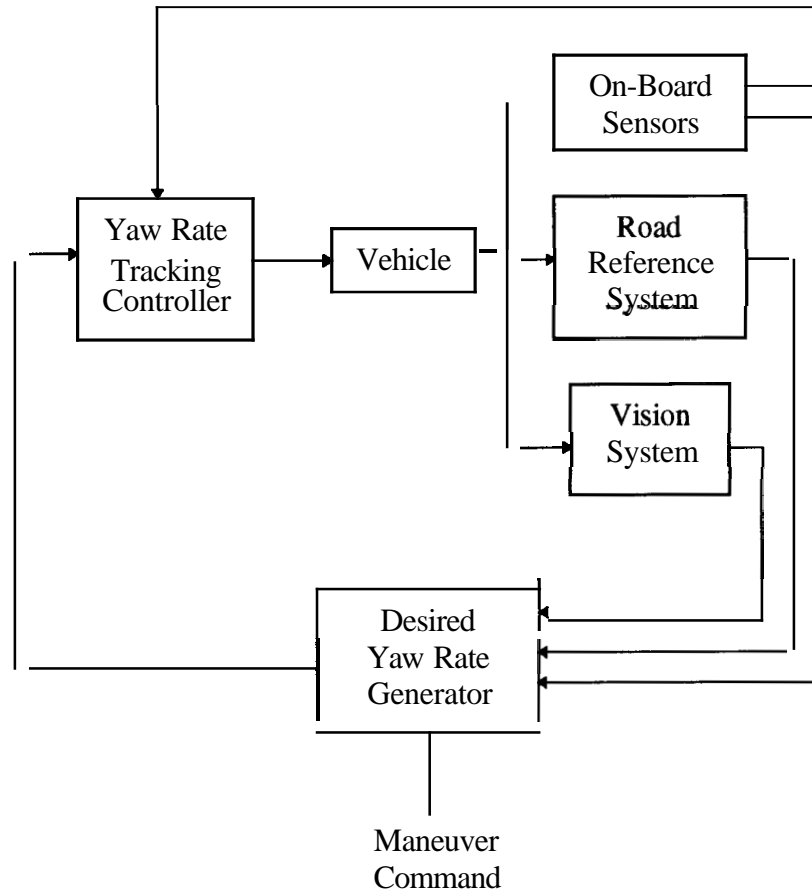 On-Board
Sensors
Yaw Rate
Tracking
Controller
Vehicle
Road
Reference
System
Vision
System
Desired
Yaw Rate
Generator
Maneuver
Command